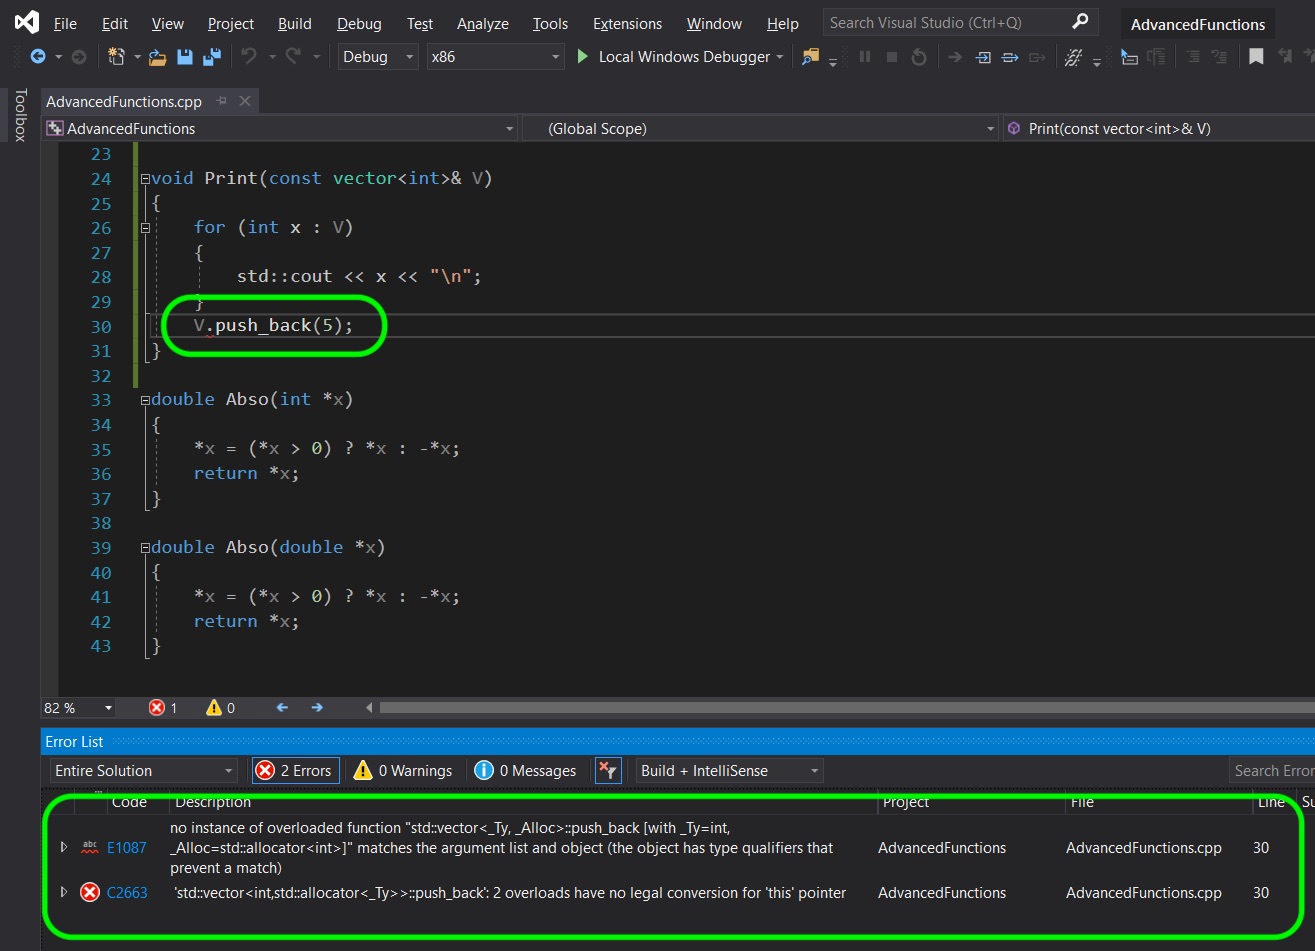 File Edit View Project Build Debug Test Analyze Tools Extensions Window Help Search Visual Studio (Ctrl+Q) AdvancedFunctions
Debug x86 Local Windows Debugger
Toolbox
AdvancedFunctions.cpp
AdvancedFunctions (Global Scope) Print(const vector<int>& V)
23
24 void Print(const vector<int>& V)
25 {
26 for (int x : V)
27 {
28 std::cout << x << "\n";
29 }
30 V.push_back(5);
31 }
32
33 double Abso(int *x)
34 {
35 *x = (*x > 0) ? *x : -*x;
36 return *x;
37 }
38
39 double Abso(double *x)
40 {
41 *x = (*x > 0) ? *x : -*x;
42 return *x;
43 }
82 % 1 0
Error List
Entire Solution 2 Errors 0 Warnings 0 Messages Build + IntelliSense Search Error
Code Description Project File Line Su
no instance of overloaded function "std::vector<_Ty, _Alloc>::push_back [with _Ty=int,
abc E1087 _Alloc=std::allocator<int>]" matches the argument list and object (the object has type qualifiers that AdvancedFunctions AdvancedFunctions.cpp 30
prevent a match)
C2663 'std::vector<int,std::allocator<_Ty>>::push_back': 2 overloads have no legal conversion for 'this' pointer AdvancedFunctions AdvancedFunctions.cpp 30